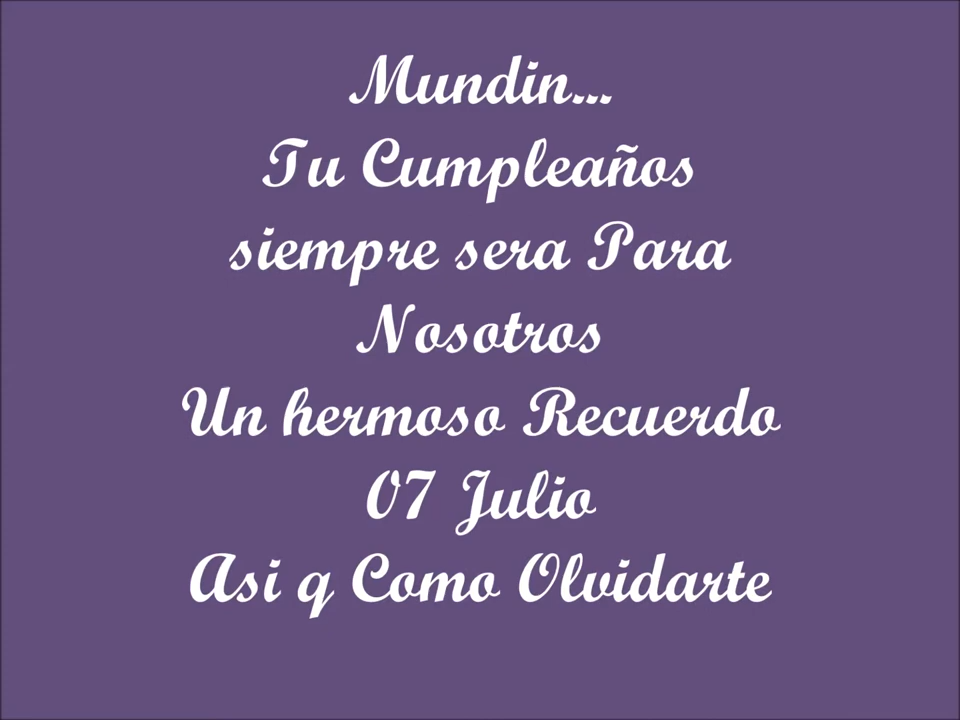 Mundin...
Tu Cumpleaños
siempre sera Para
Nosotros
Un hermoso Recuerdo
07 Julio
Asi q Como Olvidarte